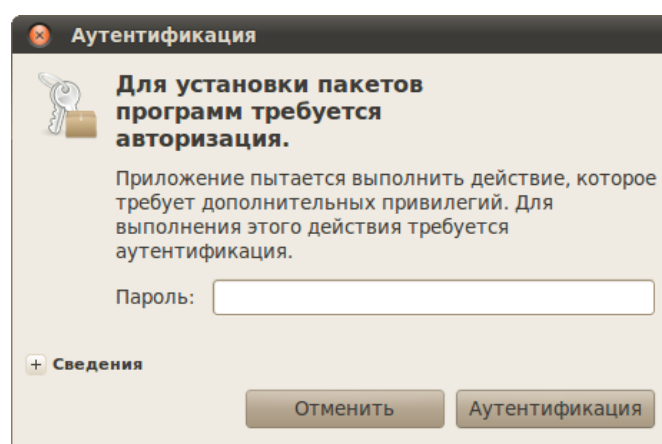 Аутентификация
Для установки пакетов
программ требуется
авторизация.
Приложение пытается выполнить действие, которое
требует дополнительных привилегий. Для
выполнения этого действия требуется
аутентификация.
Пароль:
Сведения
Отменить Аутентификация